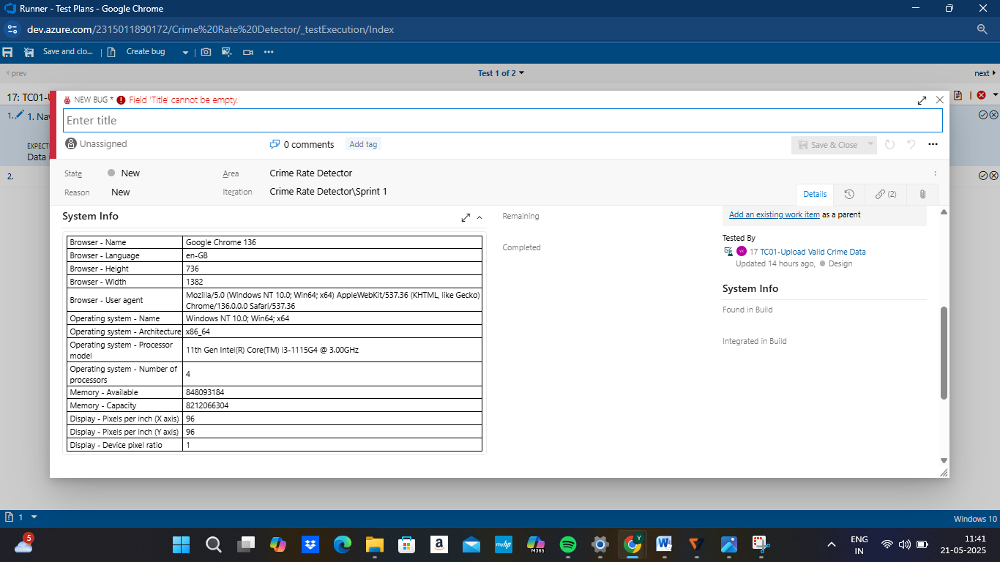 Runner - Test Plans - Google Chrome
dev.azure.com/2315011890172/Crime%20Rate%20Detector/_testExecution/Index
Save and clo... Create bug
prev Test 1 of 2 next
17: TC01-U
NEW BUG * Field 'Title' cannot be empty.
1. 1. Nav
Enter title
EXPECT
Data
Unassigned 0 comments Add tag Save & Close
2.
State New Area Crime Rate Detector
Reason New Iteration Crime Rate Detector\Sprint 1
Details (2)
System Info
Browser - Name Google Chrome 136
Browser - Language en-GB
Browser - Height 736
Browser - Width 1382
Browser - User agent Mozilla/5.0 (Windows NT 10.0; Win64; x64) AppleWebKit/537.36 (KHTML, like Gecko)
Chrome/136.0.0.0 Safari/537.36
Operating system - Name Windows NT 10.0; Win64; x64
Operating system - Architecture x86_64
Operating system - Processor
model 11th Gen Intel(R) Core(TM) i3-1115G4 @ 3.00GHz
Operating system - Number of
processors 4
Memory - Available 848093184
Memory - Capacity 8212066304
Display - Pixels per inch (X axis) 96
Display - Pixels per inch (Y axis) 96
Display - Device pixel ratio 1
Remaining
Completed
Add an existing work item as a parent
Tested By
VK 17 TC01-Upload Valid Crime Data
Updated 14 hours ago, Design
System Info
Found in Build
Integrated in Build
1 Windows 10
5
a
myhp
M365
Y
W
ENG
IN
11:41
21-05-2025